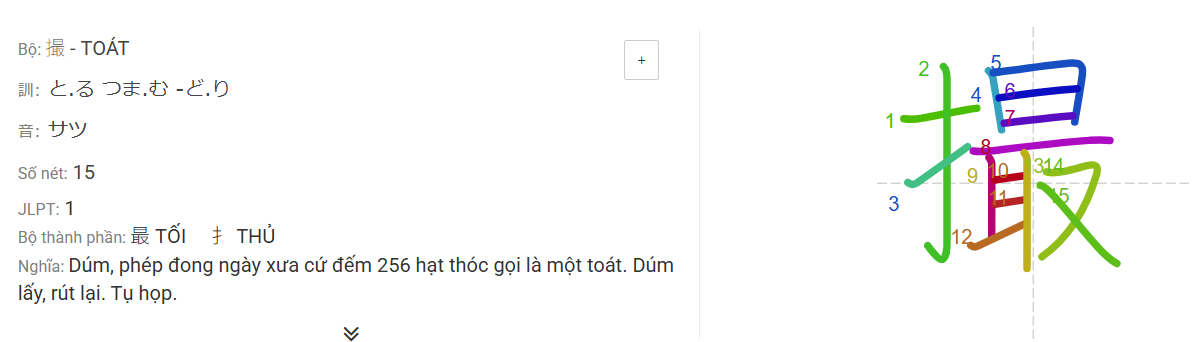 Bộ: 撮 - TOÁT
訓: と.る つま.む -ど.り
音: サツ
Số nét: 15
JLPT: 1
Bộ thành phần: 最 TỐI 扌 THỦ
Nghĩa: Dúm, phép đong ngày xưa cứ đếm 256 hạt thóc gọi là một toát. Dúm
lấy, rút lại. Tụ họp.
+
撮
1
2
3
4
5
6
7
8
9
10
11
12
13
14
15